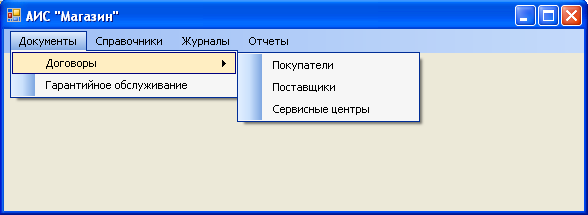 АИС "Магазин"
Документы Справочники Журналы Отчеты
Договоры
Гарантийное обслуживание
Покупатели
Поставщики
Сервисные центры